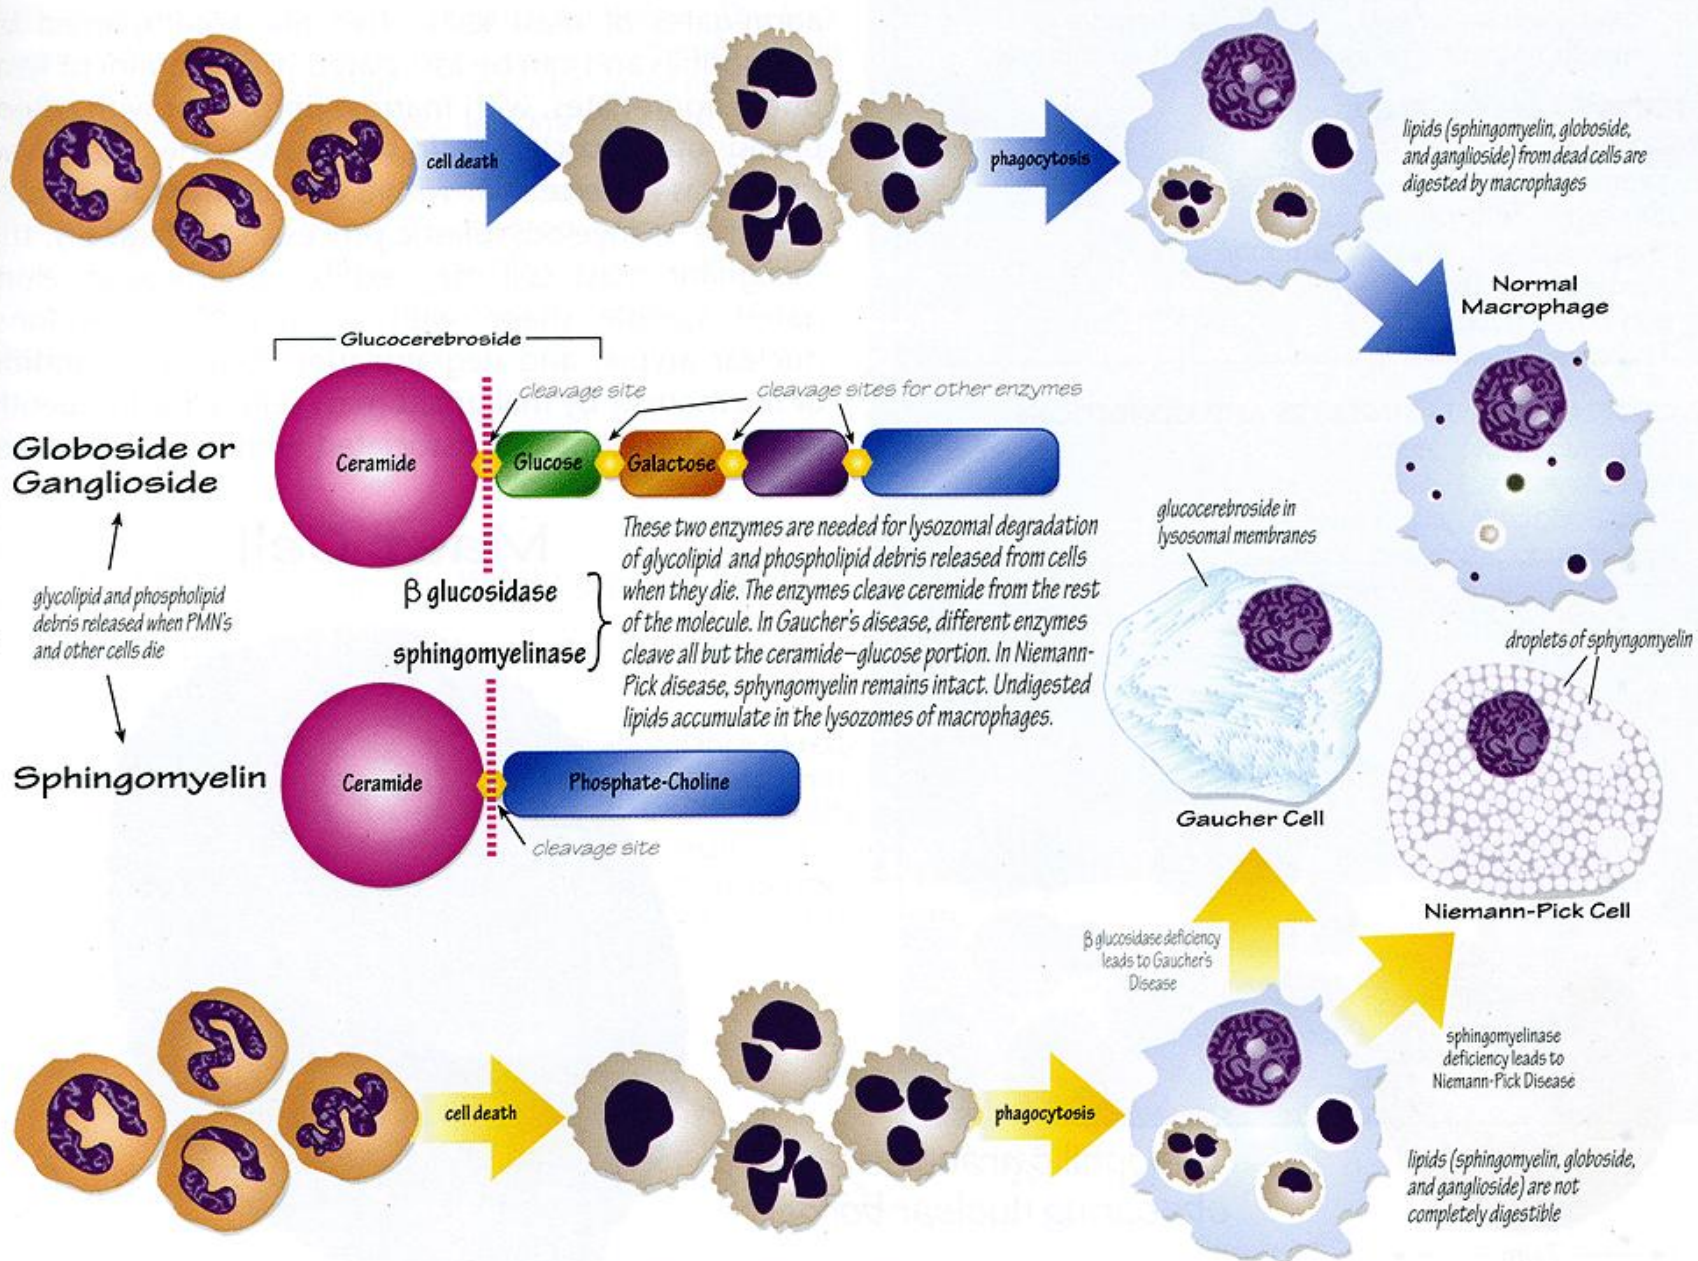 cell death
phagocytosis
lipids (sphingomyelin, globoside,
and ganglioside) from dead cells are
digested by macrophages
Normal
Macrophage
Glucocerebroside
cleavage site
cleavage sites for other enzymes
Globoside or
Ganglioside
Ceramide
Glucose
Galactose
These two enzymes are needed for lysozomal degradation
of glycolipid and phospholipid debris released from cells
when they die. The enzymes cleave ceremide from the rest
of the molecule. In Gaucher's disease, different enzymes
cleave all but the ceramide–glucose portion. In Niemann-
Pick disease, sphyngomyelin remains intact. Undigested
lipids accumulate in the lysozomes of macrophages.
β glucosidase
sphingomyelinase
glycolipid and phospholipid
debris released when PMN's
and other cells die
glucocerebroside in
lysosomal membranes
droplets of sphyngomyelin
Sphingomyelin
Ceramide
Phosphate-Choline
cleavage site
Gaucher Cell
Niemann-Pick Cell
β glucosidase deficiency
leads to Gaucher's
Disease
sphingomyelinase
deficiency leads to
Niemann-Pick Disease
cell death
phagocytosis
lipids (sphingomyelin, globoside,
and ganglioside) are not
completely digestible